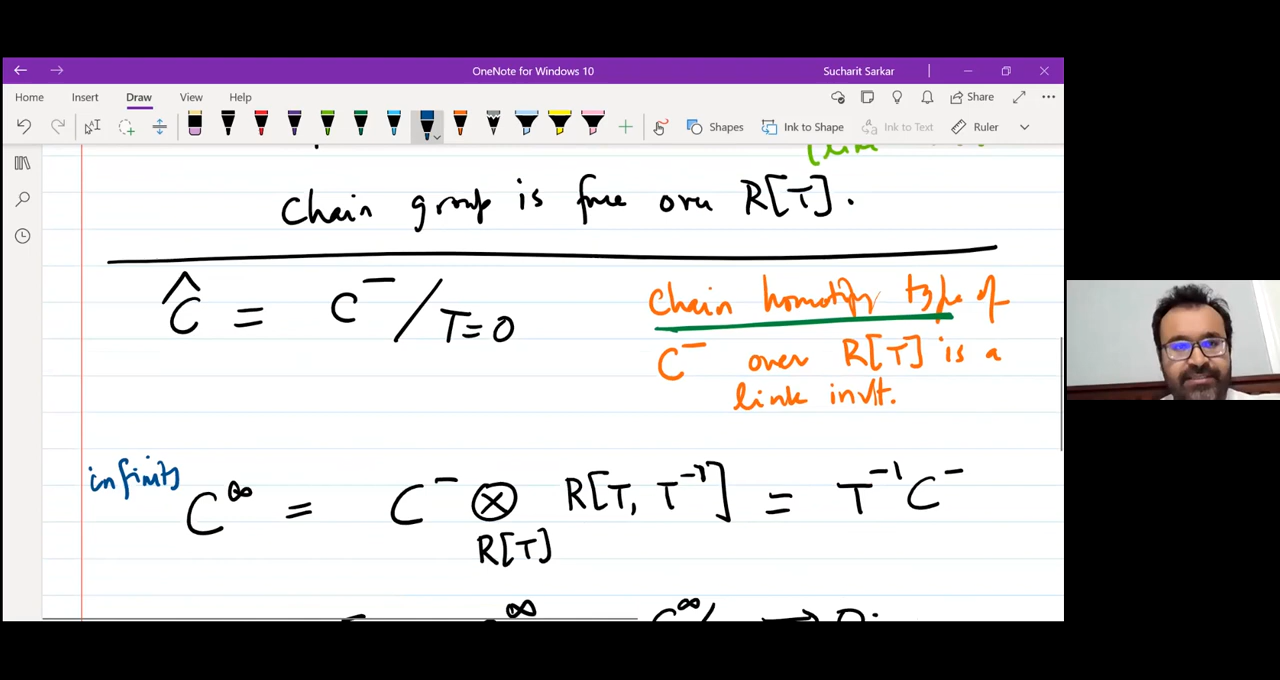 OneNote for Windows 10
Sucharit Sarkar
Home Insert Draw View Help
Share
Shapes
Ink to Shape
Ink to Text
Ruler
(link
Chain group is free over R[T].
Ĉ = C⁻/T=0
Chain homotopy type of
C⁻ over R[T] is a
link invt.
infinity
C^∞ = C⁻ ⊗ R[T, T⁻¹] = T⁻¹C⁻
R[T]
∞ C^∞/ →